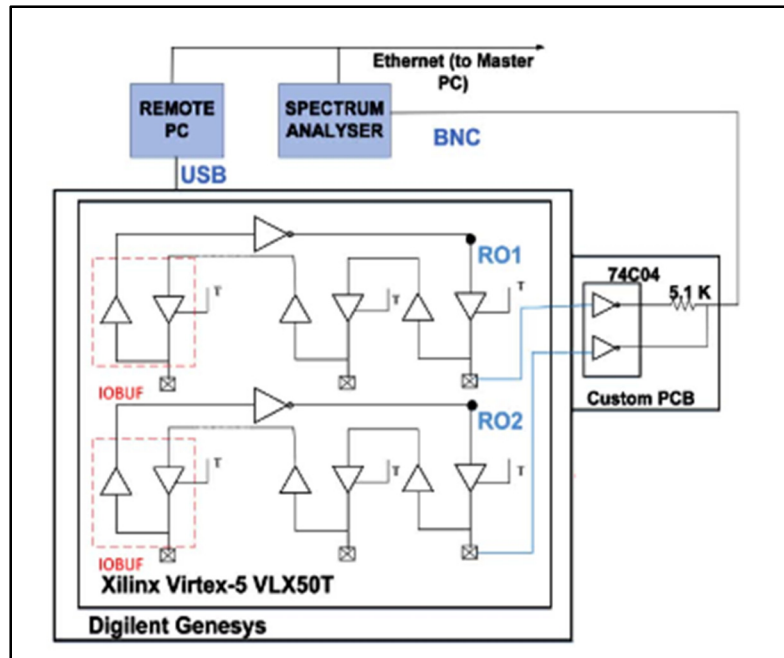 Ethernet (to Master
PC)
REMOTE
PC
SPECTRUM
ANALYSER
BNC
USB
RO1
74C04
5.1 K
T
T
T
IOBUF
Custom PCB
RO2
T
T
T
IOBUF
Xilinx Virtex-5 VLX50T
Digilent Genesys